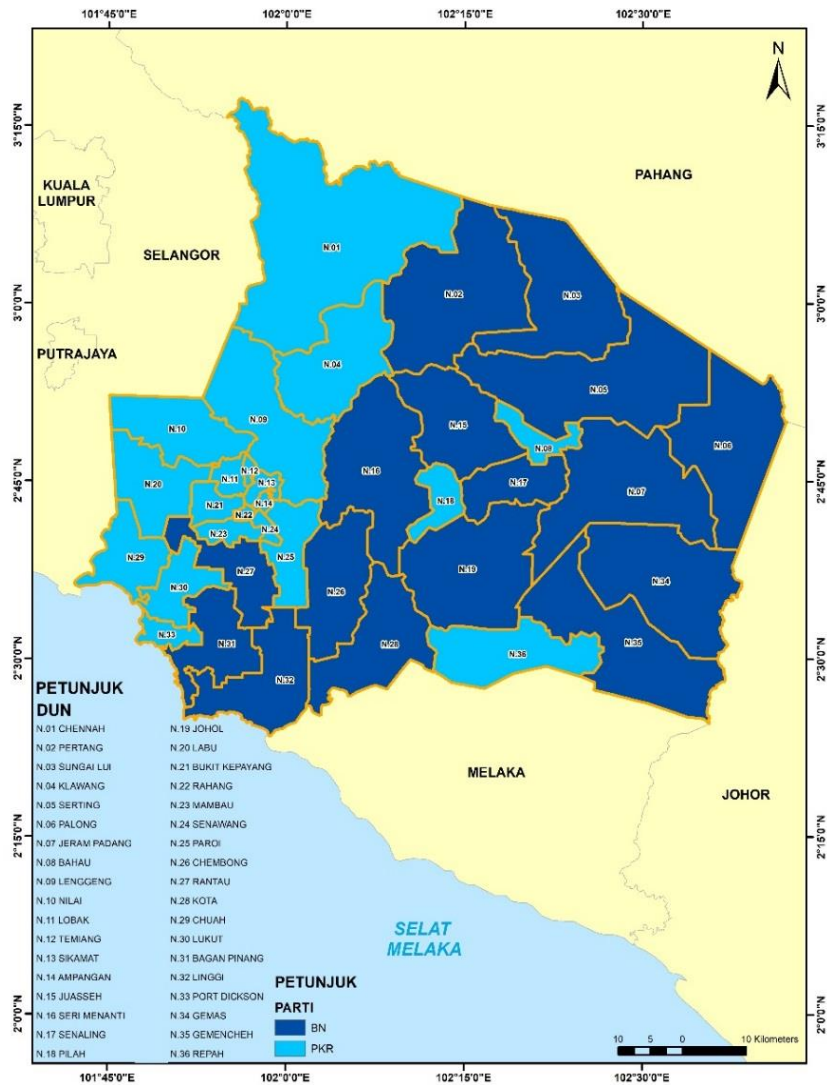 101°45'0"E 102°0'0"E 102°15'0"E 102°30'0"E
N
3°15'0"N 3°15'0"N
PAHANG
KUALA
LUMPUR
SELANGOR
N.01
N.02
N.03
3°0'0"N 3°0'0"N
PUTRAJAYA
N.04
N.05
N.09
N.10
N.15
N.06
N.08
N.12
N.16
N.11
N.13
2°45'0"N 2°45'0"N
N.20
N.17
N.07
N.18
N.21
N.14
N.22
N.24
N.23
N.29
N.25
N.27
N.19
N.34
N.30
N.26
N.33
N.31
N.28
N.35
N.36
2°30'0"N 2°30'0"N
N.32
PETUNJUK
DUN
N.01 CHENNAH N.19 JOHOL
N.02 PERTANG N.20 LABU
N.03 SUNGAI LUI N.21 BUKIT KEPAYANG
N.04 KLAWANG N.22 RAHANG
N.05 SERTING N.23 MAMBAU
N.06 PALONG N.24 SENAWANG
N.07 JERAM PADANG N.25 PAROI
N.08 BAHAU N.26 CHEMBONG
N.09 LENGGENG N.27 RANTAU
N.10 NILAI N.28 KOTA
N.11 LOBAK N.29 CHUAH
N.12 TEMIANG N.30 LUKUT
N.13 SIKAMAT N.31 BAGAN PINANG
N.14 AMPANGAN N.32 LINGGI
N.15 JUASSEH N.33 PORT DICKSON
N.16 SERI MENANTI N.34 GEMAS
N.17 SENALING N.35 GEMENCHEH
N.18 PILAH N.36 REPAH
MELAKA
JOHOR
2°15'0"N 2°15'0"N
SELAT
MELAKA
PETUNJUK
PARTI
BN
PKR
2°0'0"N 2°0'0"N
10 5 0 10 Kilometers
101°45'0"E 102°0'0"E 102°15'0"E 102°30'0"E